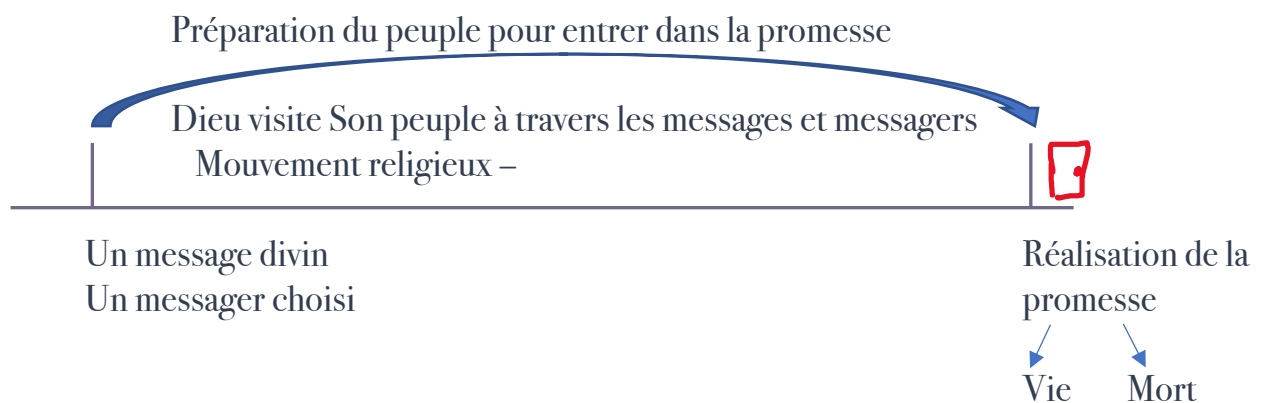 Préparation du peuple pour entrer dans la promesse
Dieu visite Son peuple à travers les messages et messagers
Mouvement religieux –
Un message divin
Un messager choisi
Réalisation de la
promesse
Vie
Mort